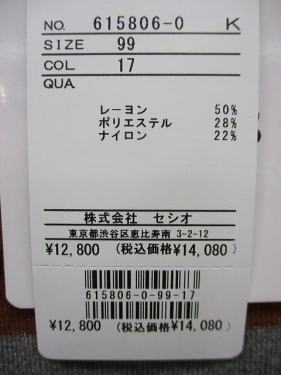 NO. 615806-0 K
SIZE 99
COL. 17
QUA.
レーヨン 50%
ポリエステル 28%
ナイロン 22%
株式会社 セシオ
東京都渋谷区恵比寿南 3-2-12
¥12,800 (税込価格¥14,080)
615806-0-99-17
¥12,800 (税込価格¥14,080)